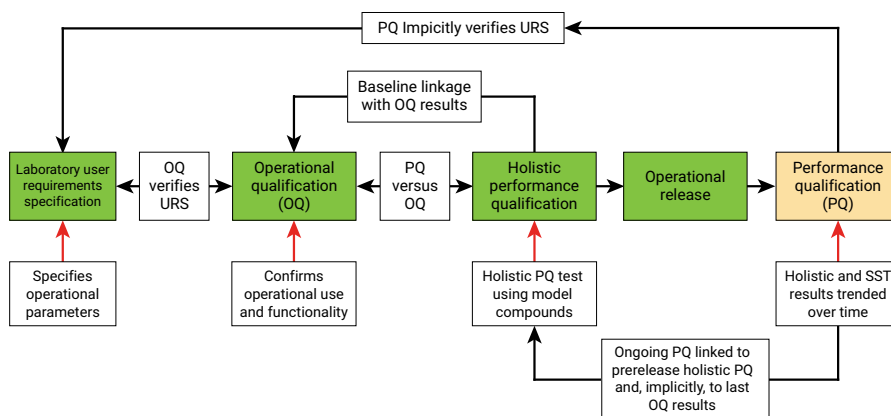 PQ Impicitly verifies URS
Baseline linkage
with OQ results
Laboratory user
requirements
specification
OQ
verifies
URS
Operational
qualification
(OQ)
PQ
versus
OQ
Holistic
performance
qualification
Operational
release
Performance
qualification
(PQ)
Specifies
operational
parameters
Confirms
operational use
and functionality
Holistic PQ test
using model
compounds
Holistic and SST
results trended
over time
Ongoing PQ linked to
prerelease holistic PQ
and, implicitly, to last
OQ results